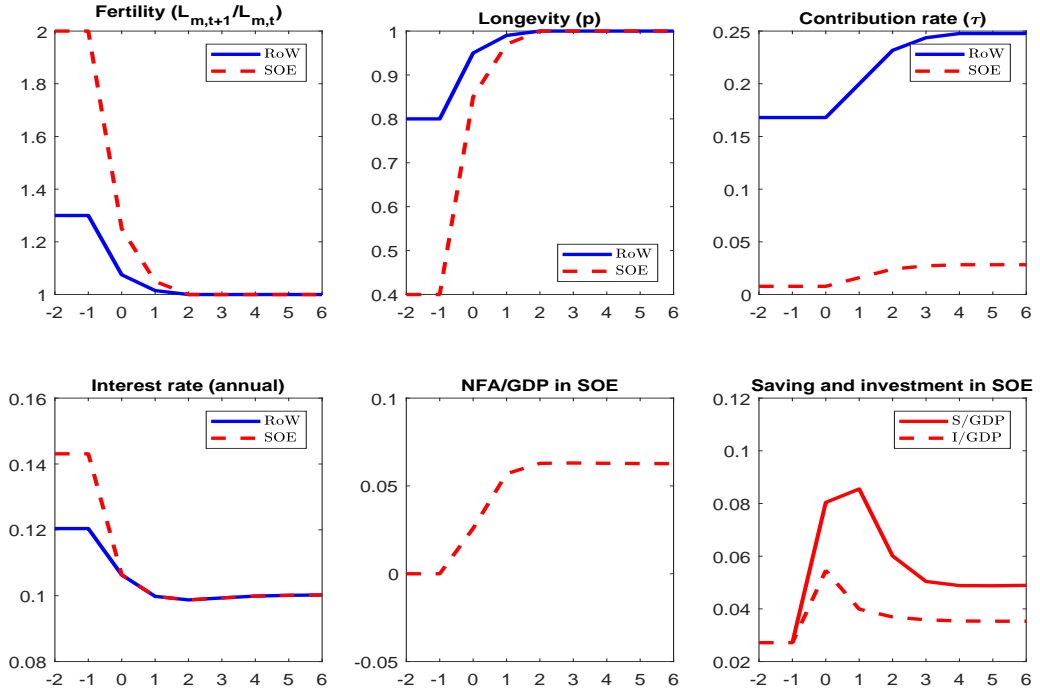 Fertility (L_{m,t+1}/L_{m,t})
2
1.8
1.6
1.4
1.2
1
RoW
SOE
-2 -1 0 1 2 3 4 5 6
Longevity (p)
1
0.9
0.8
0.7
0.6
0.5
0.4
RoW
SOE
-2 -1 0 1 2 3 4 5 6
Contribution rate (τ)
0.25
0.2
0.15
0.1
0.05
0
RoW
SOE
-2 -1 0 1 2 3 4 5 6
Interest rate (annual)
0.16
0.14
0.12
0.1
0.08
RoW
SOE
-2 -1 0 1 2 3 4 5 6
NFA/GDP in SOE
0.1
0.05
0
-0.05
-2 -1 0 1 2 3 4 5 6
Saving and investment in SOE
0.12
0.1
0.08
0.06
0.04
0.02
S/GDP
I/GDP
-2 -1 0 1 2 3 4 5 6